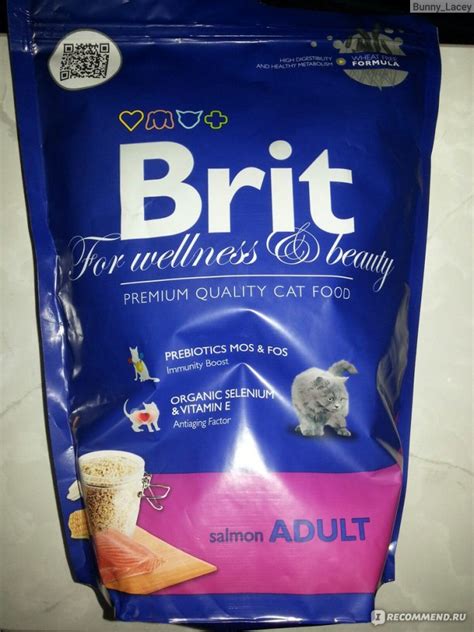 Bunny_Lacey
HIGH DIGESTIBILITY
AND HEALTHY METABOLISM
WHEAT FREE
FORMULA
Brit
For wellness & beauty
PREMIUM QUALITY CAT FOOD
PREBIOTICS MOS & FOS
Immunity Boost
ORGANIC SELENIUM
& VITAMIN E
Antiaging Factor
salmon ADULT
RECOMMEND.RU